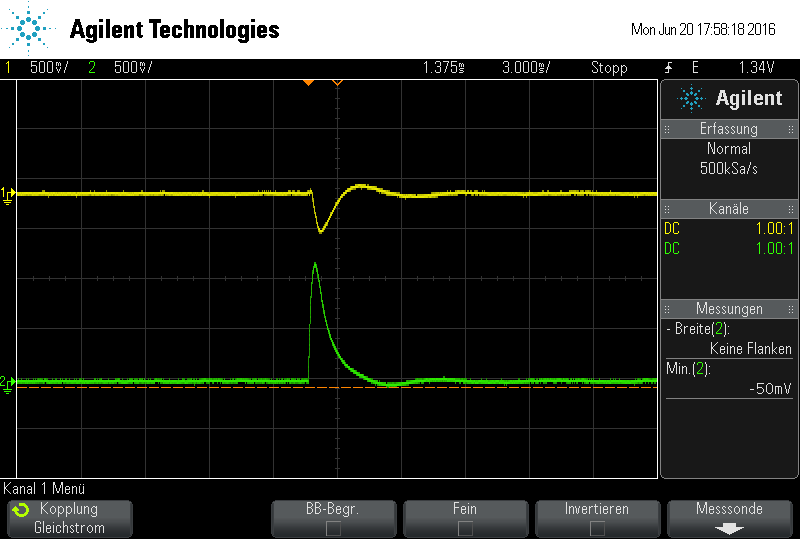 Agilent Technologies
Mon Jun 20 17:58:18 2016
1 500mV/ 2 500mV/ 1.375s 3.000s/ Stopp E 1.34V
Agilent
Erfassung
Normal
500kSa/s
Kanäle
DC 1.00:1
DC 1.00:1
Messungen
- Breite(2):
Keine Flanken
Min.(2):
-50mV
1
2
Kanal 1 Menü
Kopplung
Gleichstrom
BB-Begr.
Fein
Invertieren
Messsonde